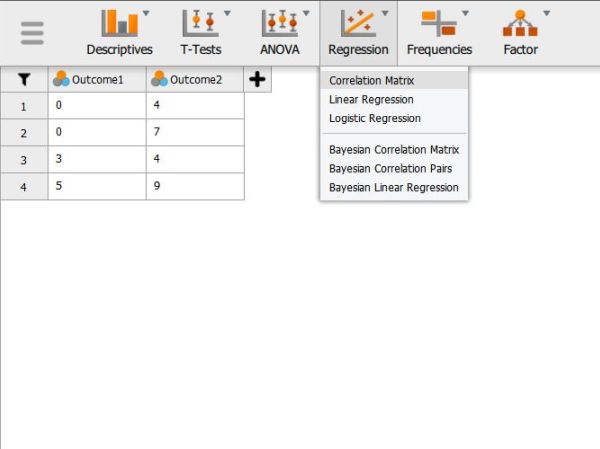 Descriptives T-Tests ANOVA Regression Frequencies Factor
Outcome1 Outcome2
1 0 4
2 0 7
3 3 4
4 5 9
Correlation Matrix
Linear Regression
Logistic Regression
Bayesian Correlation Matrix
Bayesian Correlation Pairs
Bayesian Linear Regression